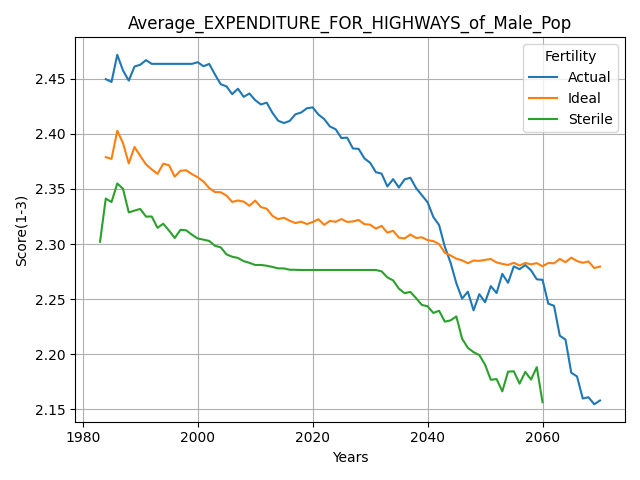 Average_EXPENDITURE_FOR_HIGHWAYS_of_Male_Pop
Fertility
Actual
Ideal
Sterile
Score(1-3)
2.45
2.40
2.35
2.30
2.25
2.20
2.15
1980 2000 2020 2040 2060
Years